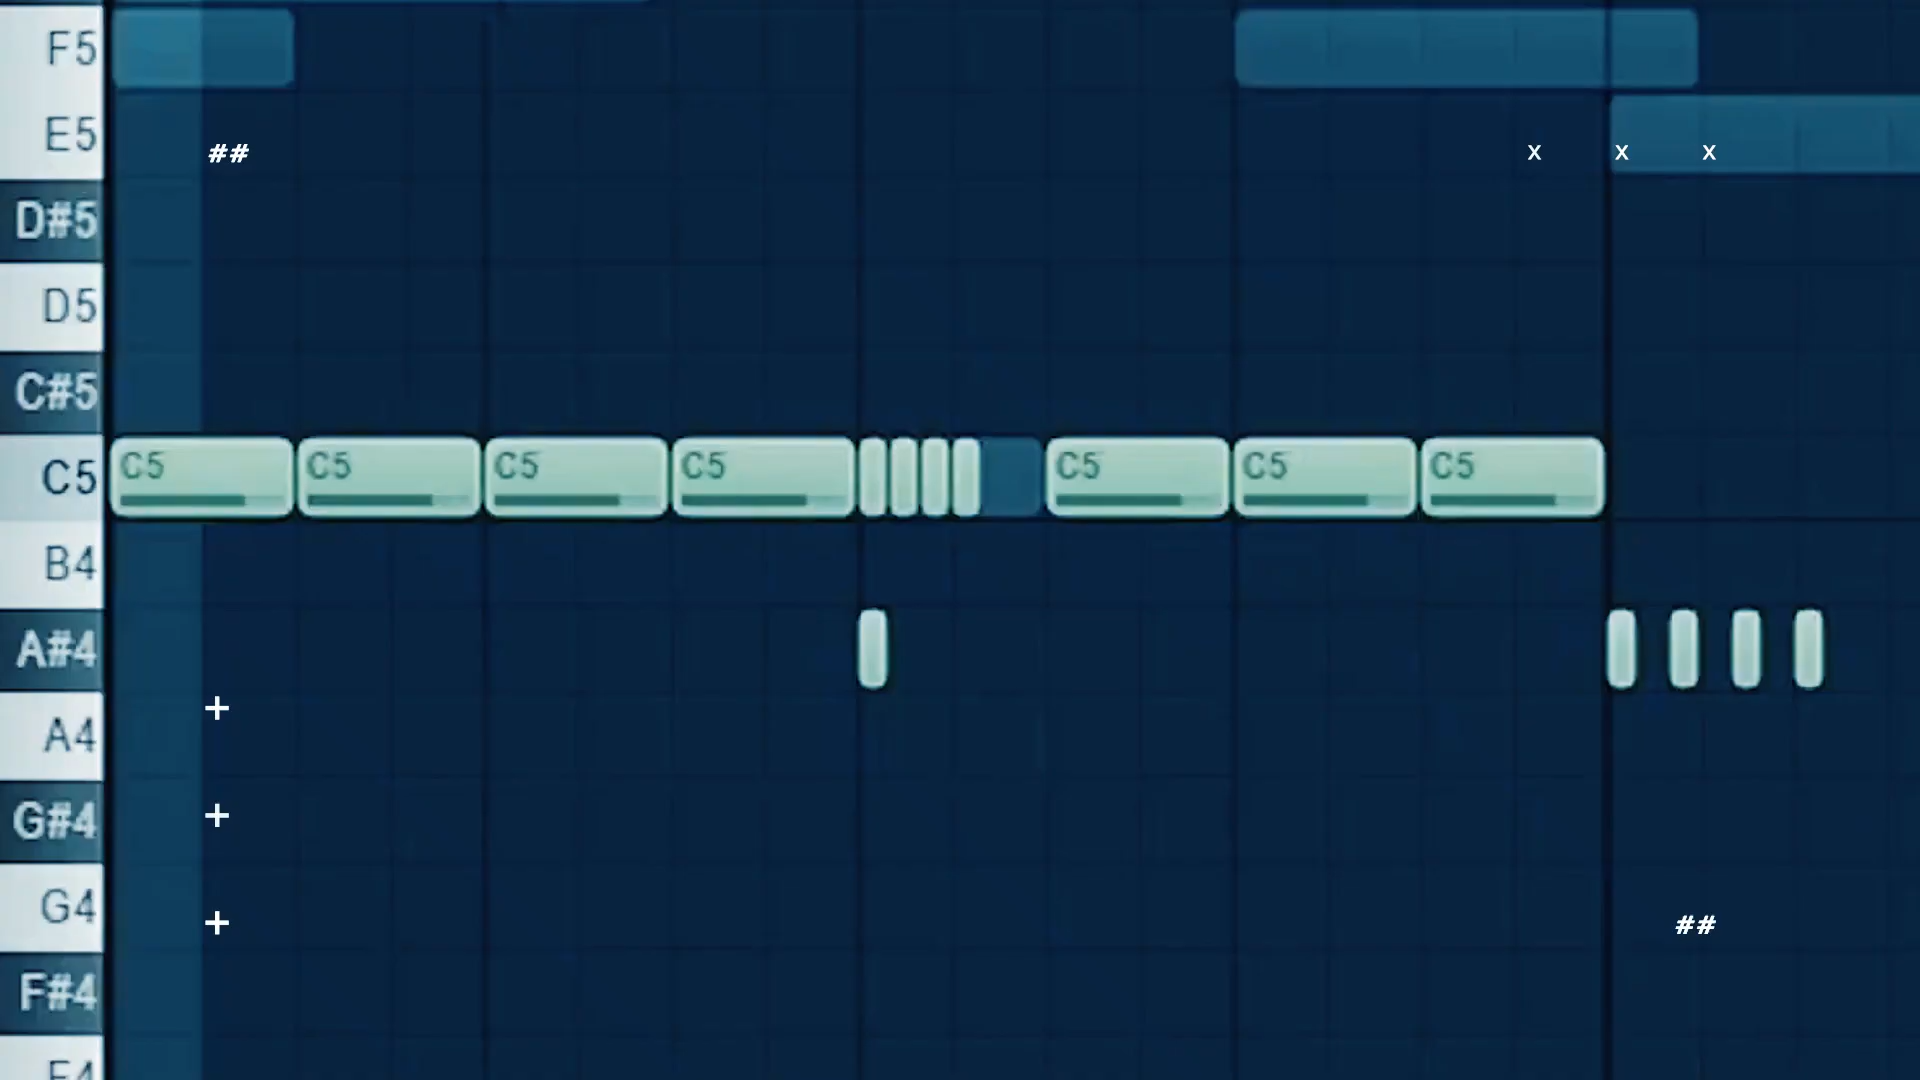 F5
E5
## x x x
D#5
D5
C#5
C5 C5 C5 C5 C5 C5 C5 C5
B4
A#4
+
A4
G#4 +
G4 + ##
F#4